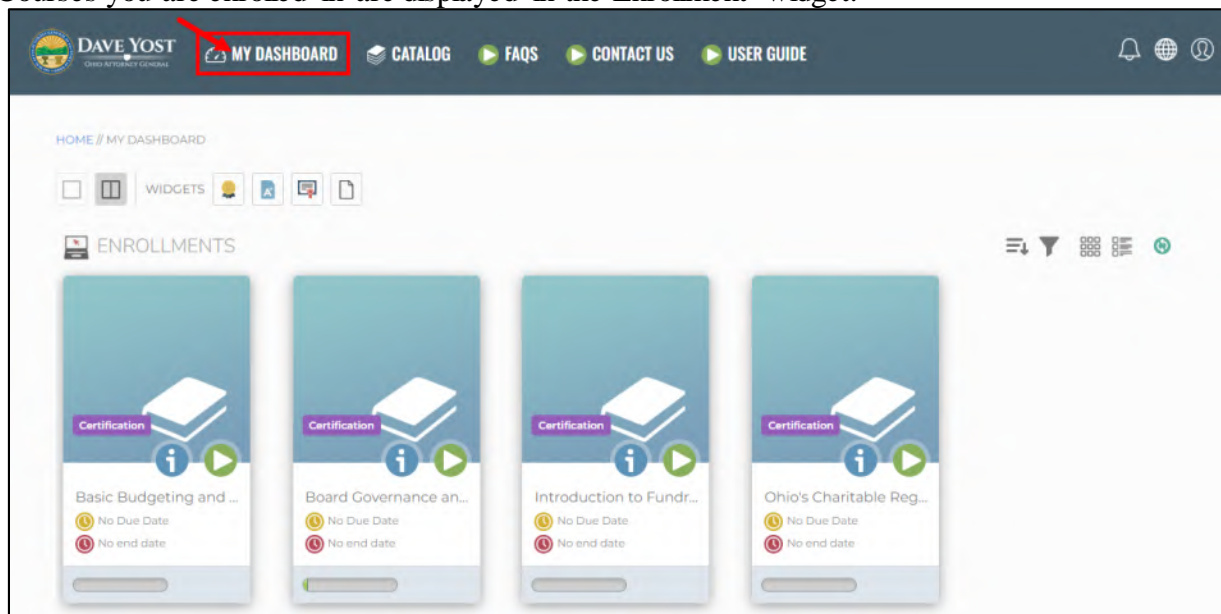 Courses you are enrolled in are displayed in the Enrollment widget.
DAVE YOST
OHIO ATTORNEY GENERAL
MY DASHBOARD
CATALOG
FAQS
CONTACT US
USER GUIDE
HOME // MY DASHBOARD
WIDGETS
ENROLLMENTS
Certification
Certification
Certification
Certification
Basic Budgeting and ...
Board Governance an...
Introduction to Fundr...
Ohio's Charitable Reg...
No Due Date
No Due Date
No Due Date
No Due Date
No end date
No end date
No end date
No end date